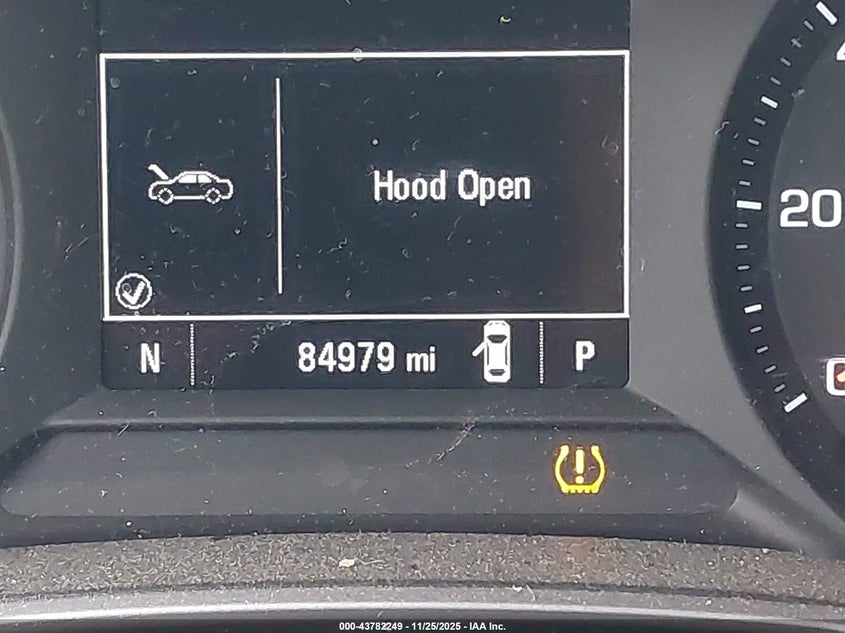 Hood Open
20
N 84979 mi P
000-43782249 - 11/25/2025 - IAA Inc.